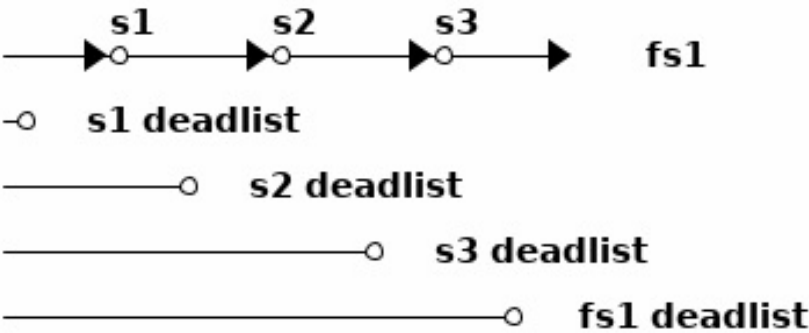 s1 s2 s3
fs1
s1 deadlist
s2 deadlist
s3 deadlist
fs1 deadlist